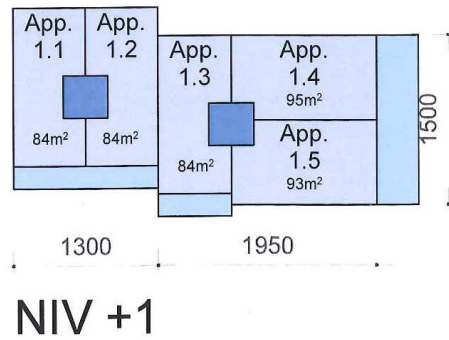 App.
1.1
84m²
App.
1.2
84m²
App.
1.3
84m²
App.
1.4
95m²
App.
1.5
93m²
1500
1300
1950
NIV +1